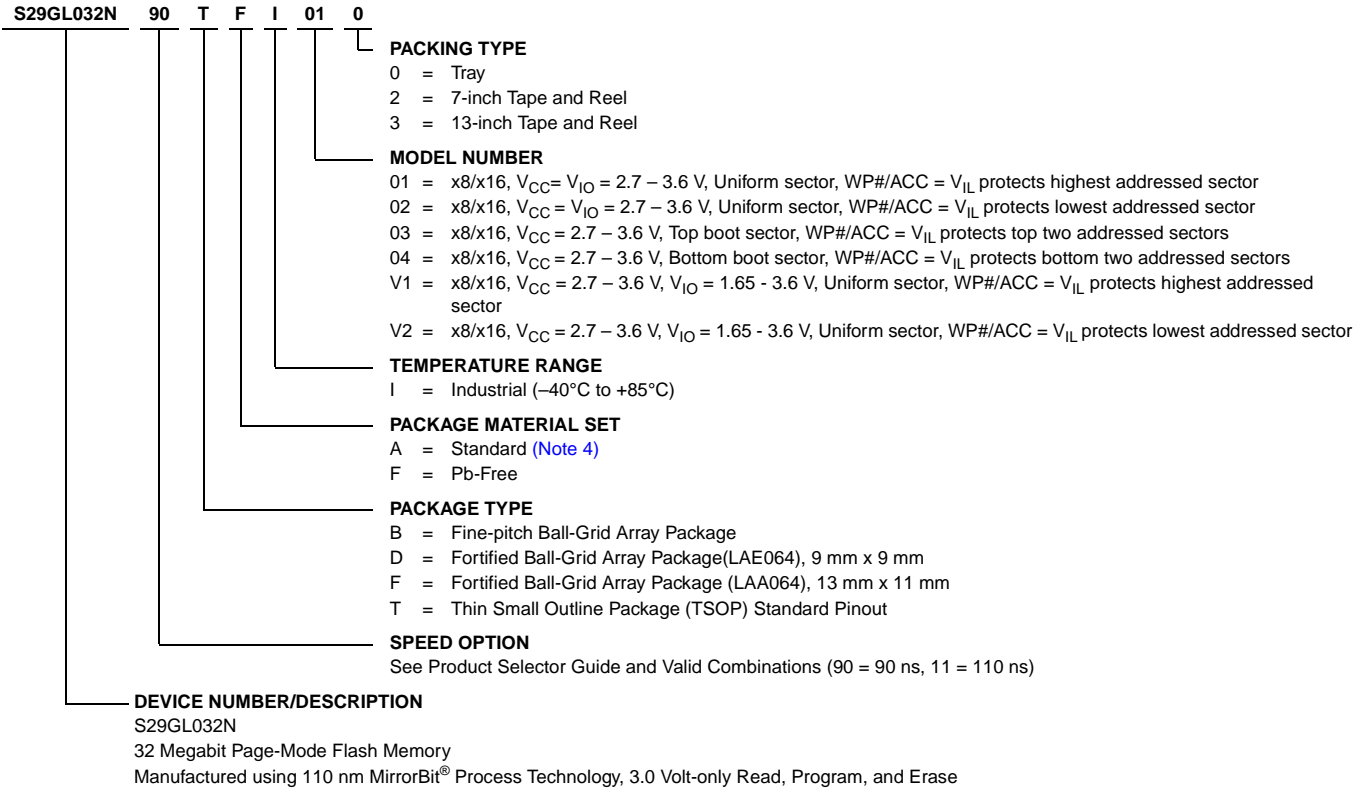 S29GL032N 90 T F I 01 0
PACKING TYPE
0 = Tray
2 = 7-inch Tape and Reel
3 = 13-inch Tape and Reel
MODEL NUMBER
01 = x8/x16, VCC= VIO = 2.7 – 3.6 V, Uniform sector, WP#/ACC = VIL protects highest addressed sector
02 = x8/x16, VCC = VIO = 2.7 – 3.6 V, Uniform sector, WP#/ACC = VIL protects lowest addressed sector
03 = x8/x16, VCC = 2.7 – 3.6 V, Top boot sector, WP#/ACC = VIL protects top two addressed sectors
04 = x8/x16, VCC = 2.7 – 3.6 V, Bottom boot sector, WP#/ACC = VIL protects bottom two addressed sectors
V1 = x8/x16, VCC = 2.7 – 3.6 V, VIO = 1.65 - 3.6 V, Uniform sector, WP#/ACC = VIL protects highest addressed
sector
V2 = x8/x16, VCC = 2.7 – 3.6 V, VIO = 1.65 - 3.6 V, Uniform sector, WP#/ACC = VIL protects lowest addressed sector
TEMPERATURE RANGE
I = Industrial (–40°C to +85°C)
PACKAGE MATERIAL SET
A = Standard (Note 4)
F = Pb-Free
PACKAGE TYPE
B = Fine-pitch Ball-Grid Array Package
D = Fortified Ball-Grid Array Package(LAE064), 9 mm x 9 mm
F = Fortified Ball-Grid Array Package (LAA064), 13 mm x 11 mm
T = Thin Small Outline Package (TSOP) Standard Pinout
SPEED OPTION
See Product Selector Guide and Valid Combinations (90 = 90 ns, 11 = 110 ns)
DEVICE NUMBER/DESCRIPTION
S29GL032N
32 Megabit Page-Mode Flash Memory
Manufactured using 110 nm MirrorBit® Process Technology, 3.0 Volt-only Read, Program, and Erase